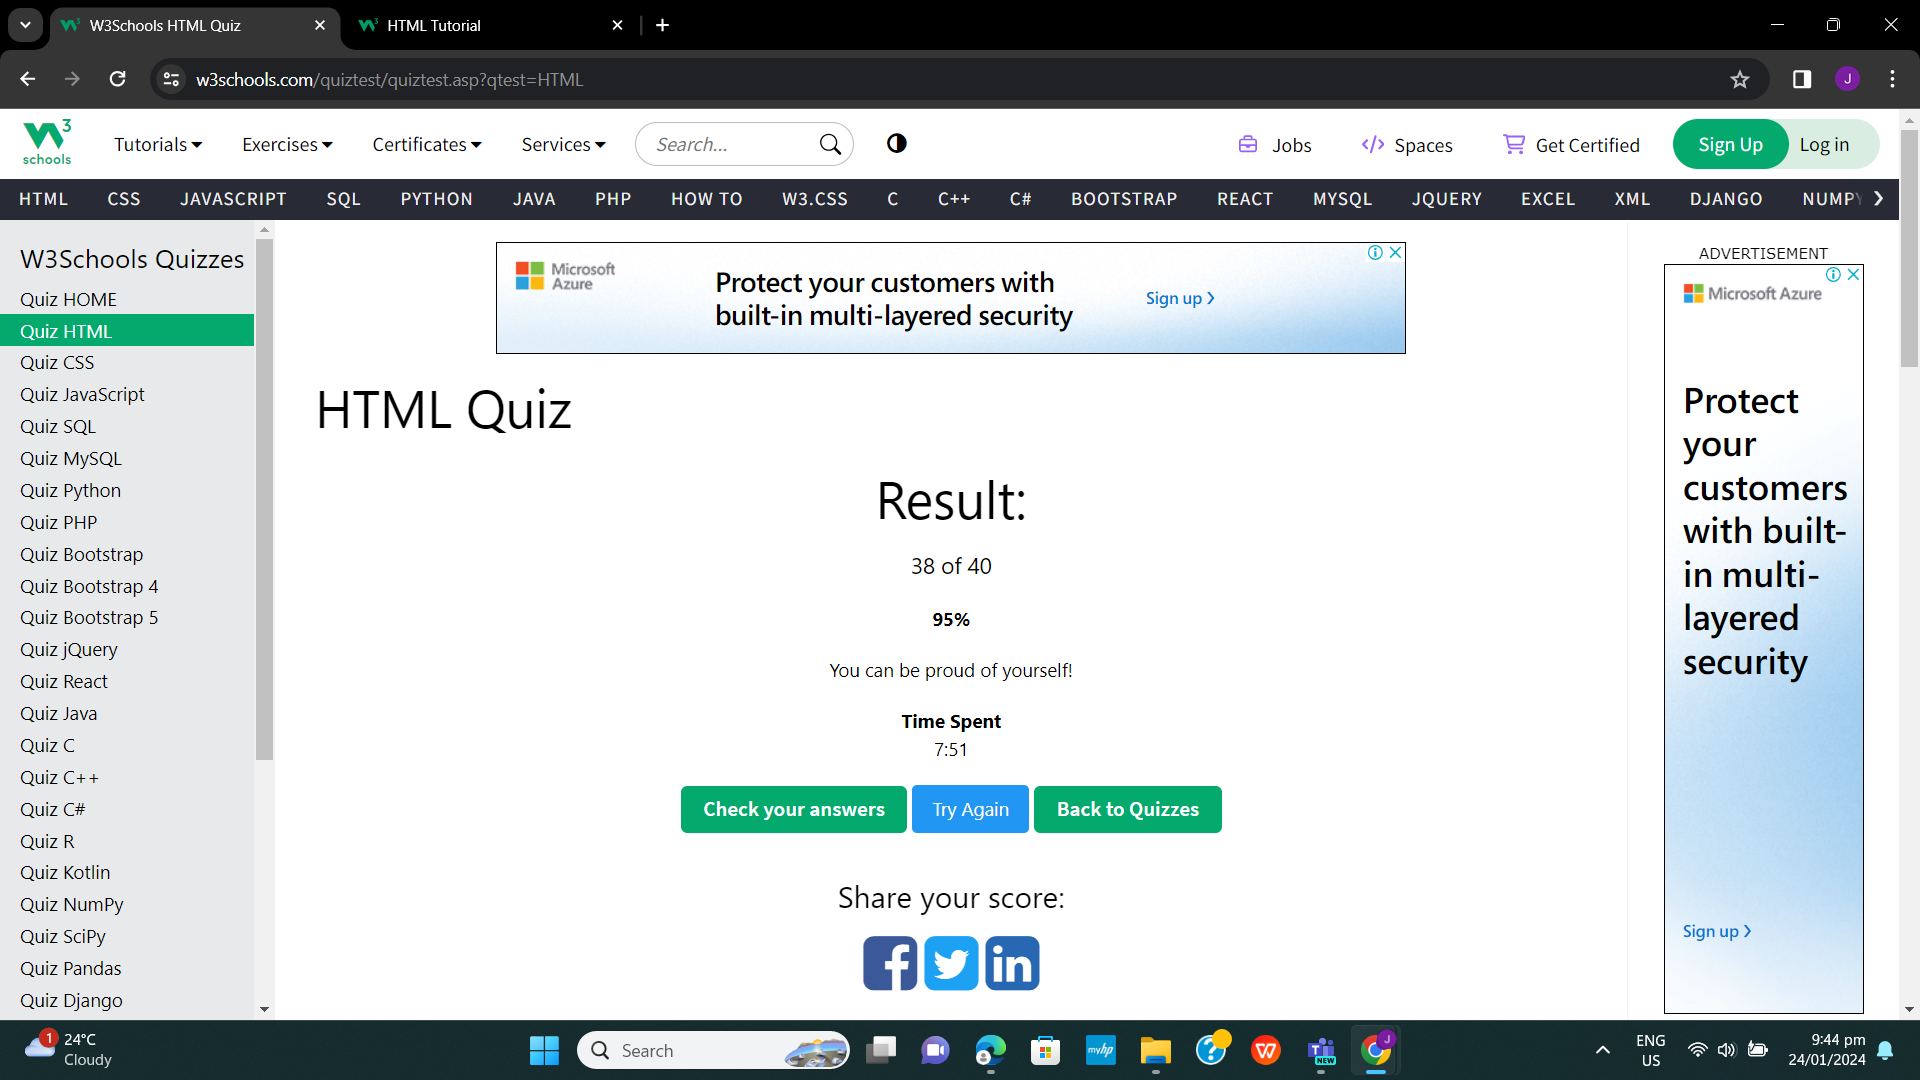 W3Schools HTML Quiz
HTML Tutorial
w3schools.com/quiztest/quiztest.asp?qtest=HTML
J
3
schools
Tutorials
Exercises
Certificates
Services
Search...
Jobs
Spaces
Get Certified
Sign Up
Log in
HTML CSS JAVASCRIPT SQL PYTHON JAVA PHP HOW TO W3.CSS C C++ C# BOOTSTRAP REACT MYSQL JQUERY EXCEL XML DJANGO NUMPY
W3Schools Quizzes
Quiz HOME
Quiz HTML
Quiz CSS
Quiz JavaScript
Quiz SQL
Quiz MySQL
Quiz Python
Quiz PHP
Quiz Bootstrap
Quiz Bootstrap 4
Quiz Bootstrap 5
Quiz jQuery
Quiz React
Quiz Java
Quiz C
Quiz C++
Quiz C#
Quiz R
Quiz Kotlin
Quiz NumPy
Quiz SciPy
Quiz Pandas
Quiz Django
Microsoft
Azure
Protect your customers with
built-in multi-layered security
Sign up
HTML Quiz
Result:
38 of 40
95%
You can be proud of yourself!
Time Spent
7:51
Check your answers
Try Again
Back to Quizzes
Share your score:
f
in
ADVERTISEMENT
Microsoft Azure
Protect
your
customers
with built-
in multi-
layered
security
Sign up
1
24°C
Cloudy
Search
myhp
NEW
J
ENG
US
9:44 pm
24/01/2024